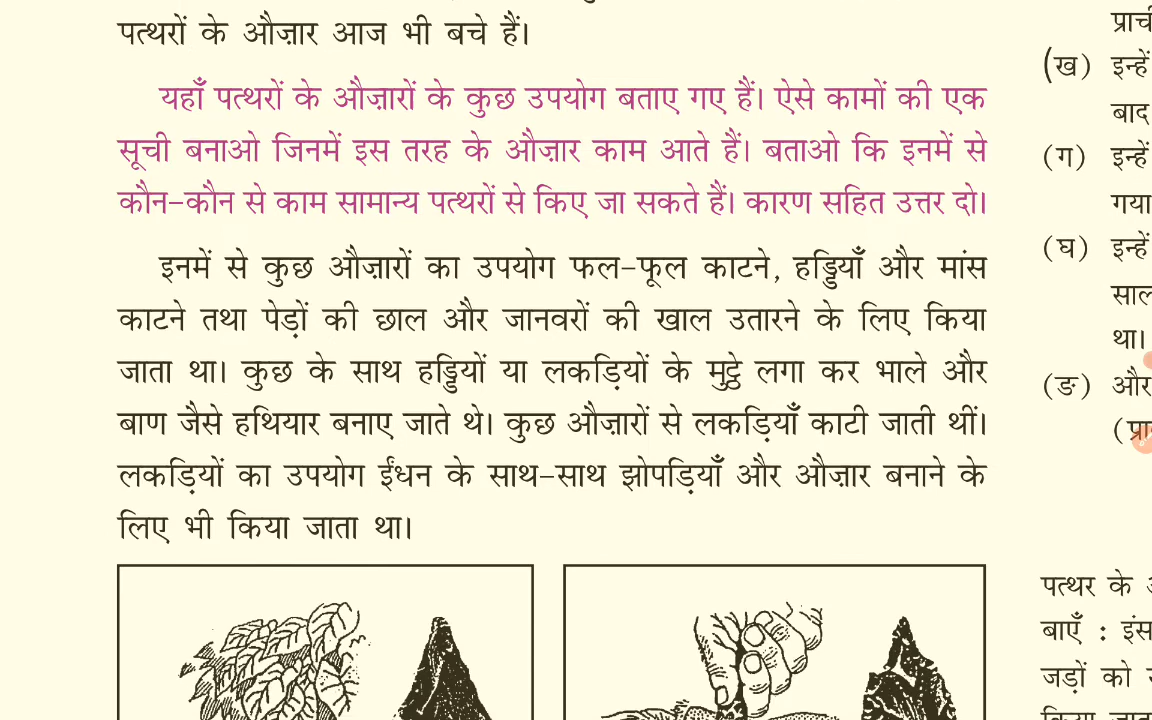 पत्थरों के औज़ार आज भी बचे हैं।
यहाँ पत्थरों के औज़ारों के कुछ उपयोग बताए गए हैं। ऐसे कामों की एक
सूची बनाओ जिनमें इस तरह के औज़ार काम आते हैं। बताओ कि इनमें से
कौन-कौन से काम सामान्य पत्थरों से किए जा सकते हैं। कारण सहित उत्तर दो।
इनमें से कुछ औज़ारों का उपयोग फल-फूल काटने, हड्डियाँ और मांस
काटने तथा पेड़ों की छाल और जानवरों की खाल उतारने के लिए किया
जाता था। कुछ के साथ हड्डियों या लकड़ियों के मुट्ठे लगा कर भाले और
बाण जैसे हथियार बनाए जाते थे। कुछ औज़ारों से लकड़ियाँ काटी जाती थीं।
लकड़ियों का उपयोग ईंधन के साथ-साथ झोपड़ियाँ और औज़ार बनाने के
लिए भी किया जाता था।
(ख) इन्हें
बाद
(ग) इन्हें
गया
(घ) इन्हें
साल
था।
(ङ) और
पत्थर के
बाएँ : इंस
जड़ों को